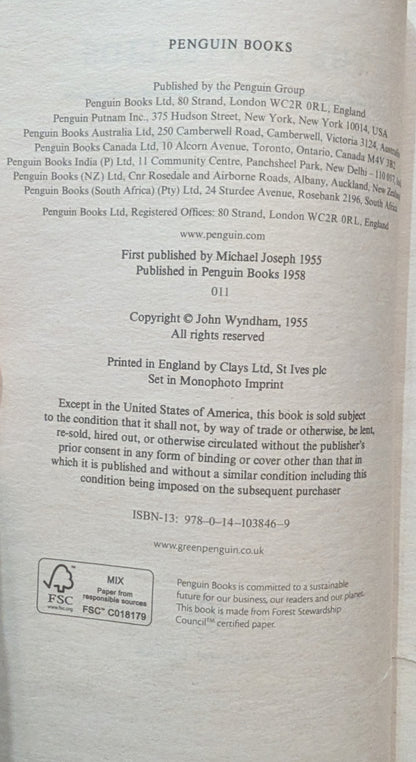 PENGUIN BOOKS
Published by the Penguin Group
Penguin Books Ltd, 80 Strand, London WC2R 0RL, England
Penguin Putnam Inc., 375 Hudson Street, New York, New York 10014, USA
Penguin Books Australia Ltd, 250 Camberwell Road, Camberwell, Victoria 3124, Australia
Penguin Books Canada Ltd, 10 Alcorn Avenue, Toronto, Ontario, Canada M4V 3B2
Penguin Books India (P) Ltd, 11 Community Centre, Panchsheel Park, New Delhi – 110 017,
Penguin Books (NZ) Ltd, Cnr Rosedale and Airborne Roads, Albany, Auckland, New Zealand
Penguin Books (South Africa) (Pty) Ltd, 24 Sturdee Avenue, Rosebank 2196, South Africa
Penguin Books Ltd, Registered Offices: 80 Strand, London WC2R 0RL, England
www.penguin.com
First published by Michael Joseph 1955
Published in Penguin Books 1958
011
Copyright © John Wyndham, 1955
All rights reserved
Printed in England by Clays Ltd, St Ives plc
Set in Monophoto Imprint
Except in the United States of America, this book is sold subject
to the condition that it shall not, by way of trade or otherwise, be lent,
re-sold, hired out, or otherwise circulated without the publisher's
prior consent in any form of binding or cover other than that in
which it is published and without a similar condition including this
condition being imposed on the subsequent purchaser
ISBN-13: 978–0–14–103846–9
www.greenpenguin.co.uk
FSC
www.fsc.org
MIX
Paper from
responsible sources
FSC™ C018179
Penguin Books is committed to a sustainable
future for our business, our readers and our planet.
This book is made from Forest Stewardship
Council™ certified paper.